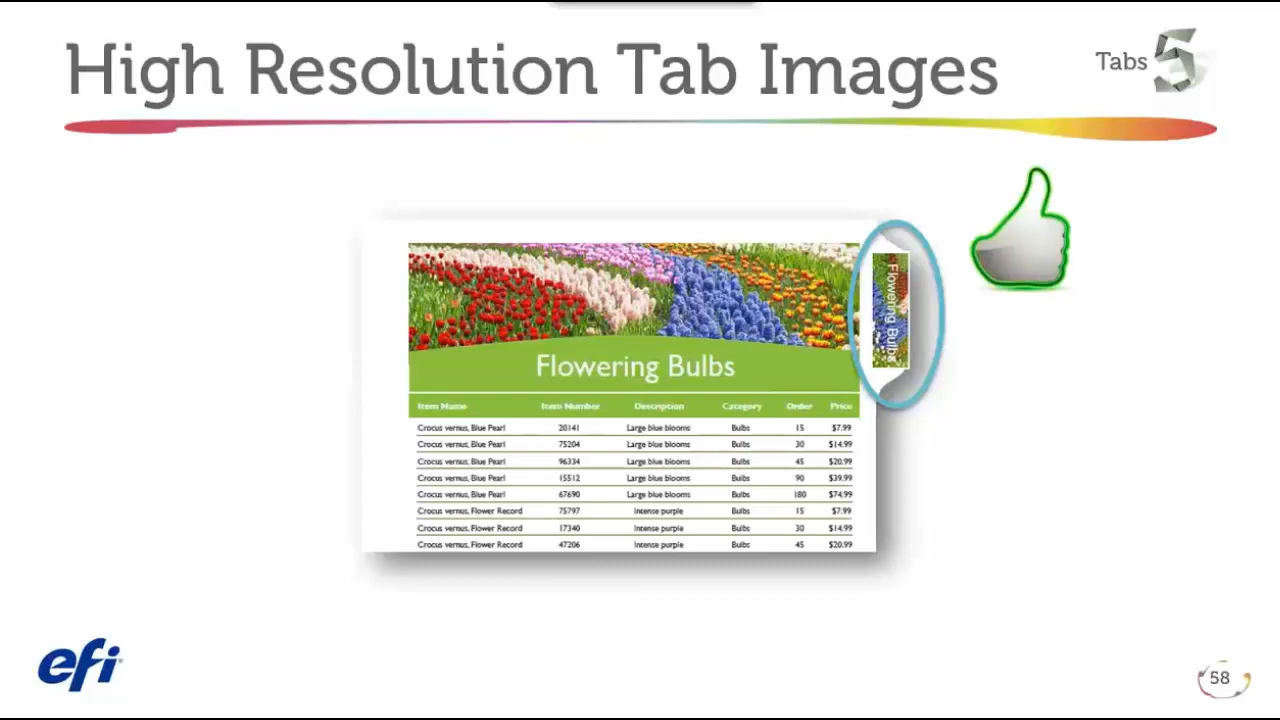 High Resolution Tab Images
Tabs 5
Flowering Bulbs
Flowering Bulbs
Item Name Item Number Description Category Order Price
Crocus vernus, Blue Pearl 20141 Large blue blooms Bulbs 15 $7.99
Crocus vernus, Blue Pearl 75204 Large blue blooms Bulbs 30 $14.99
Crocus vernus, Blue Pearl 96334 Large blue blooms Bulbs 45 $20.99
Crocus vernus, Blue Pearl 15512 Large blue blooms Bulbs 90 $39.99
Crocus vernus, Blue Pearl 67690 Large blue blooms Bulbs 180 $74.99
Crocus vernus, Flower Record 75797 Intense purple Bulbs 15 $7.99
Crocus vernus, Flower Record 17340 Intense purple Bulbs 30 $14.99
Crocus vernus, Flower Record 47206 Intense purple Bulbs 45 $20.99
efi
58